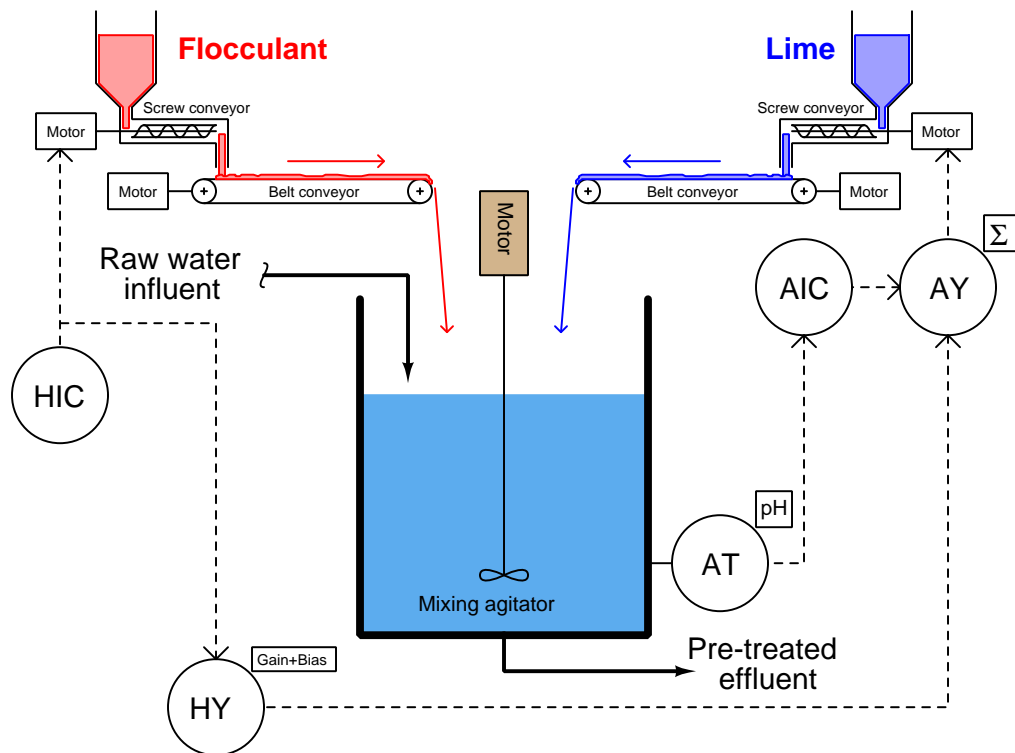 Flocculant
Lime
Screw conveyor
Screw conveyor
Motor
Motor
Motor
Belt conveyor
+
+
+
+
Belt conveyor
Motor
Motor
Raw water
influent
Σ
AIC
AY
HIC
pH
AT
Mixing agitator
Gain+Bias
HY
Pre-treated
effluent